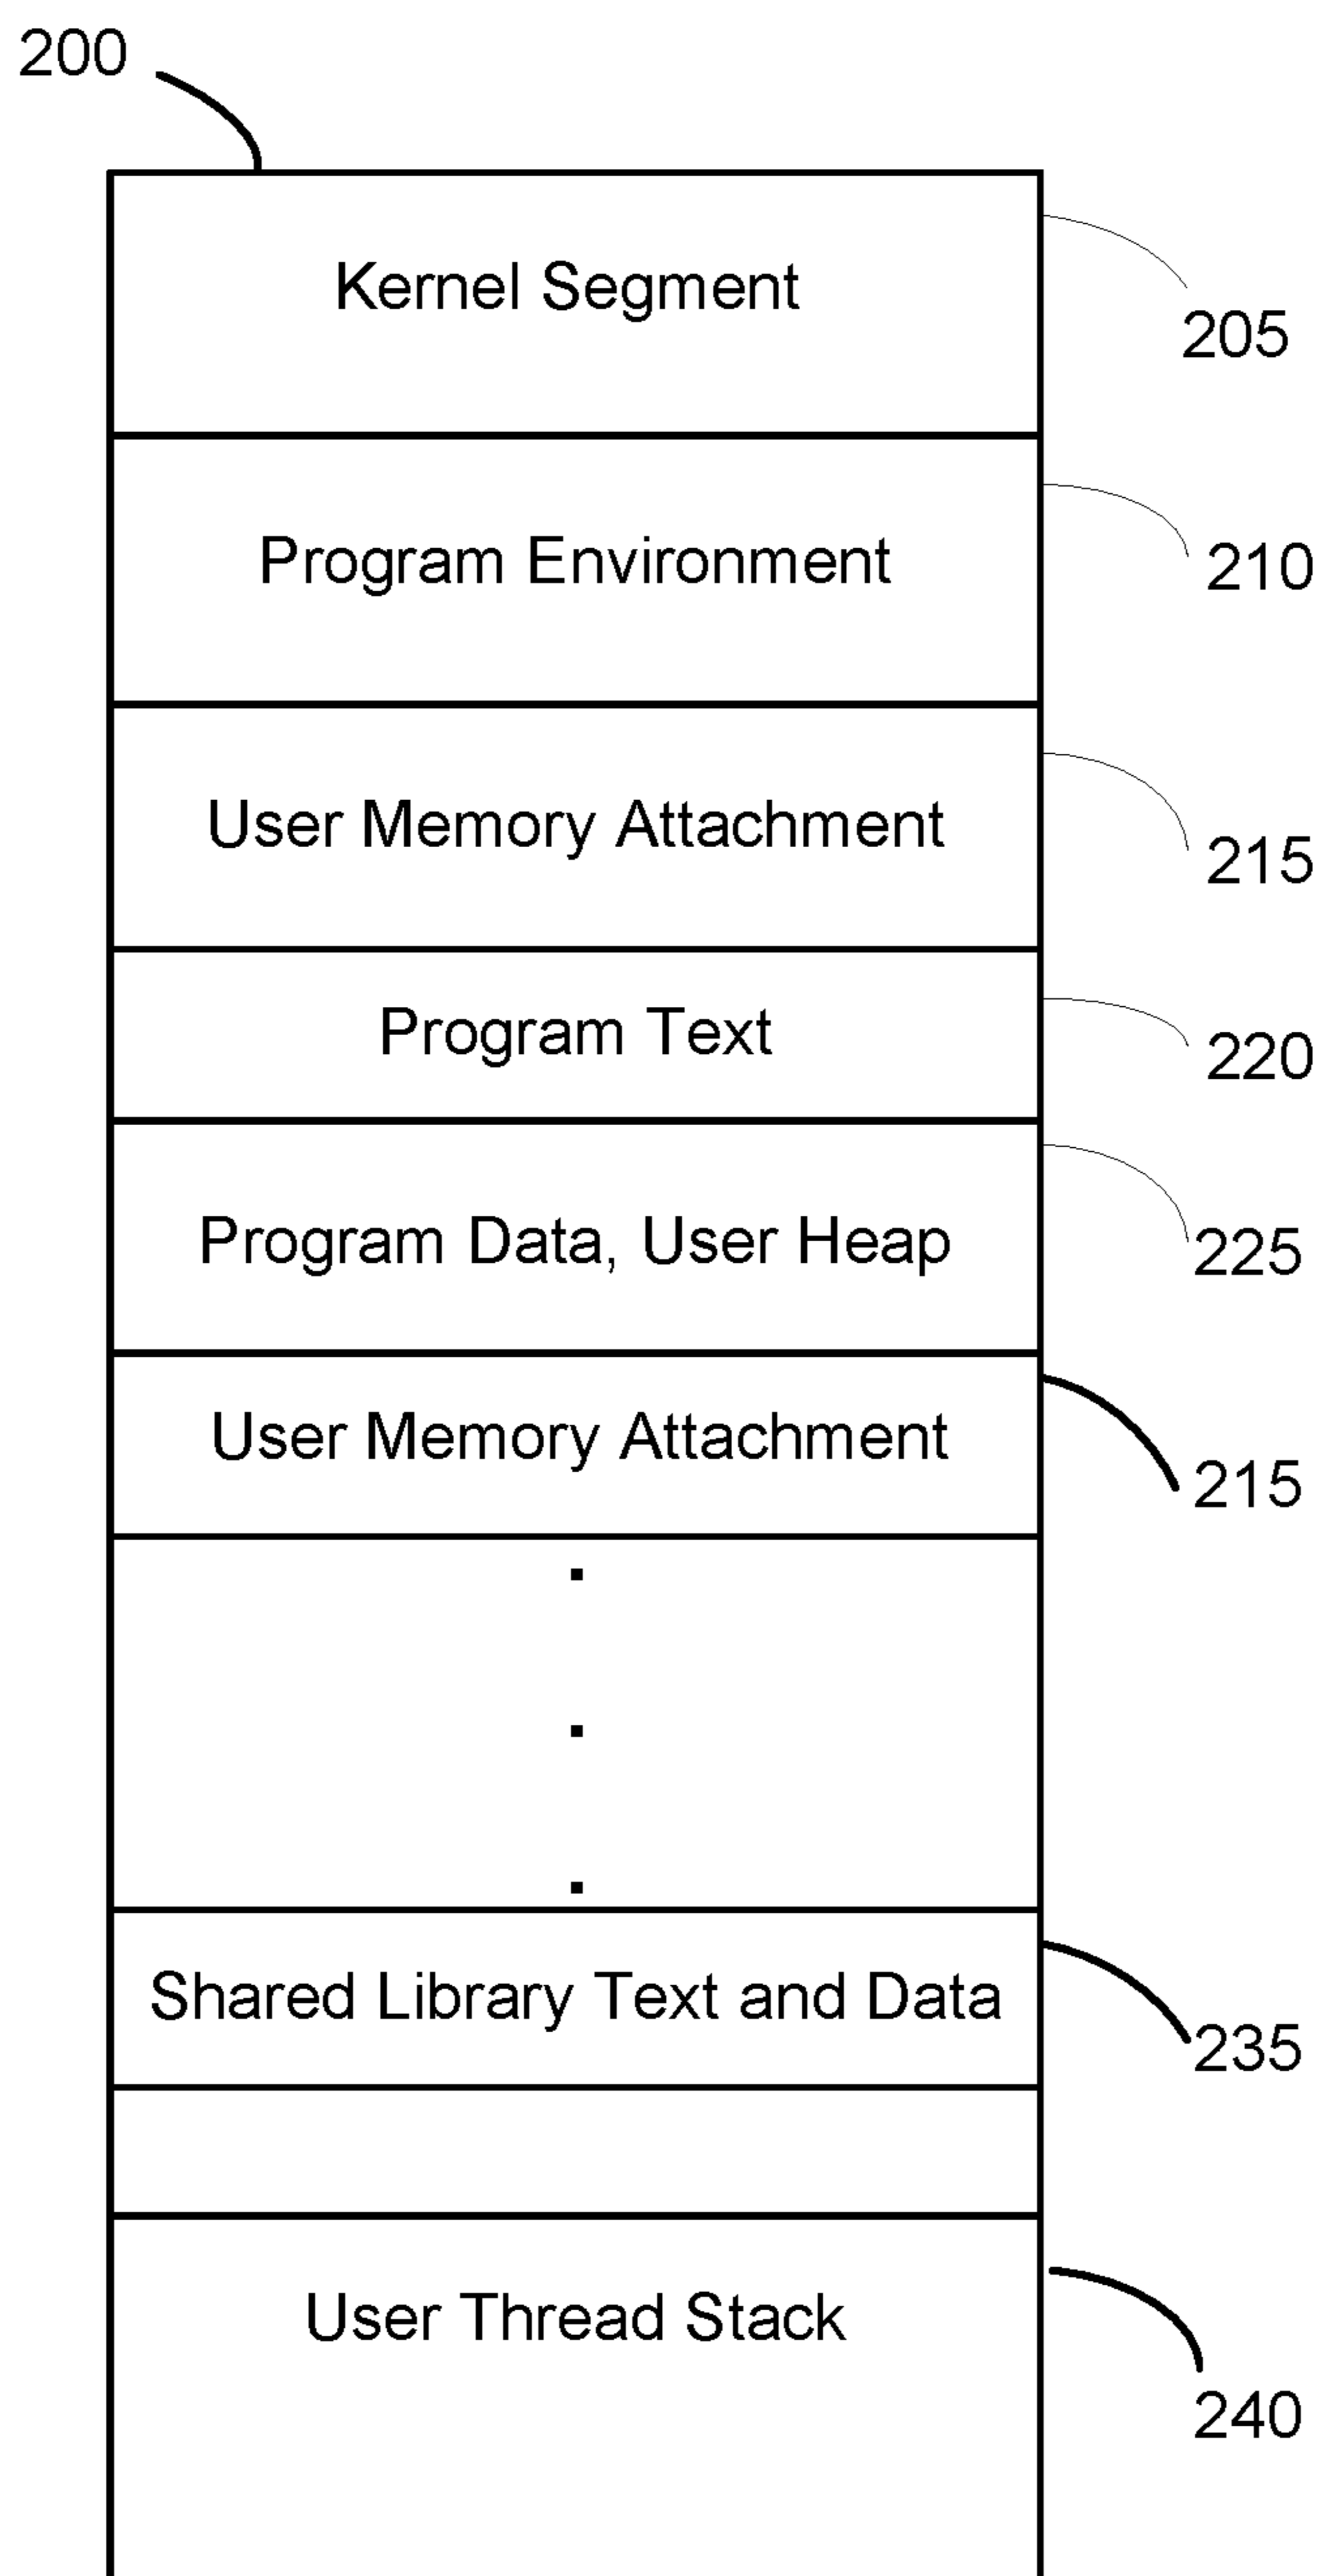 200
Kernel Segment
205
Program Environment
210
User Memory Attachment
215
Program Text
220
Program Data, User Heap
225
User Memory Attachment
215
.
.
.
Shared Library Text and Data
235
User Thread Stack
240